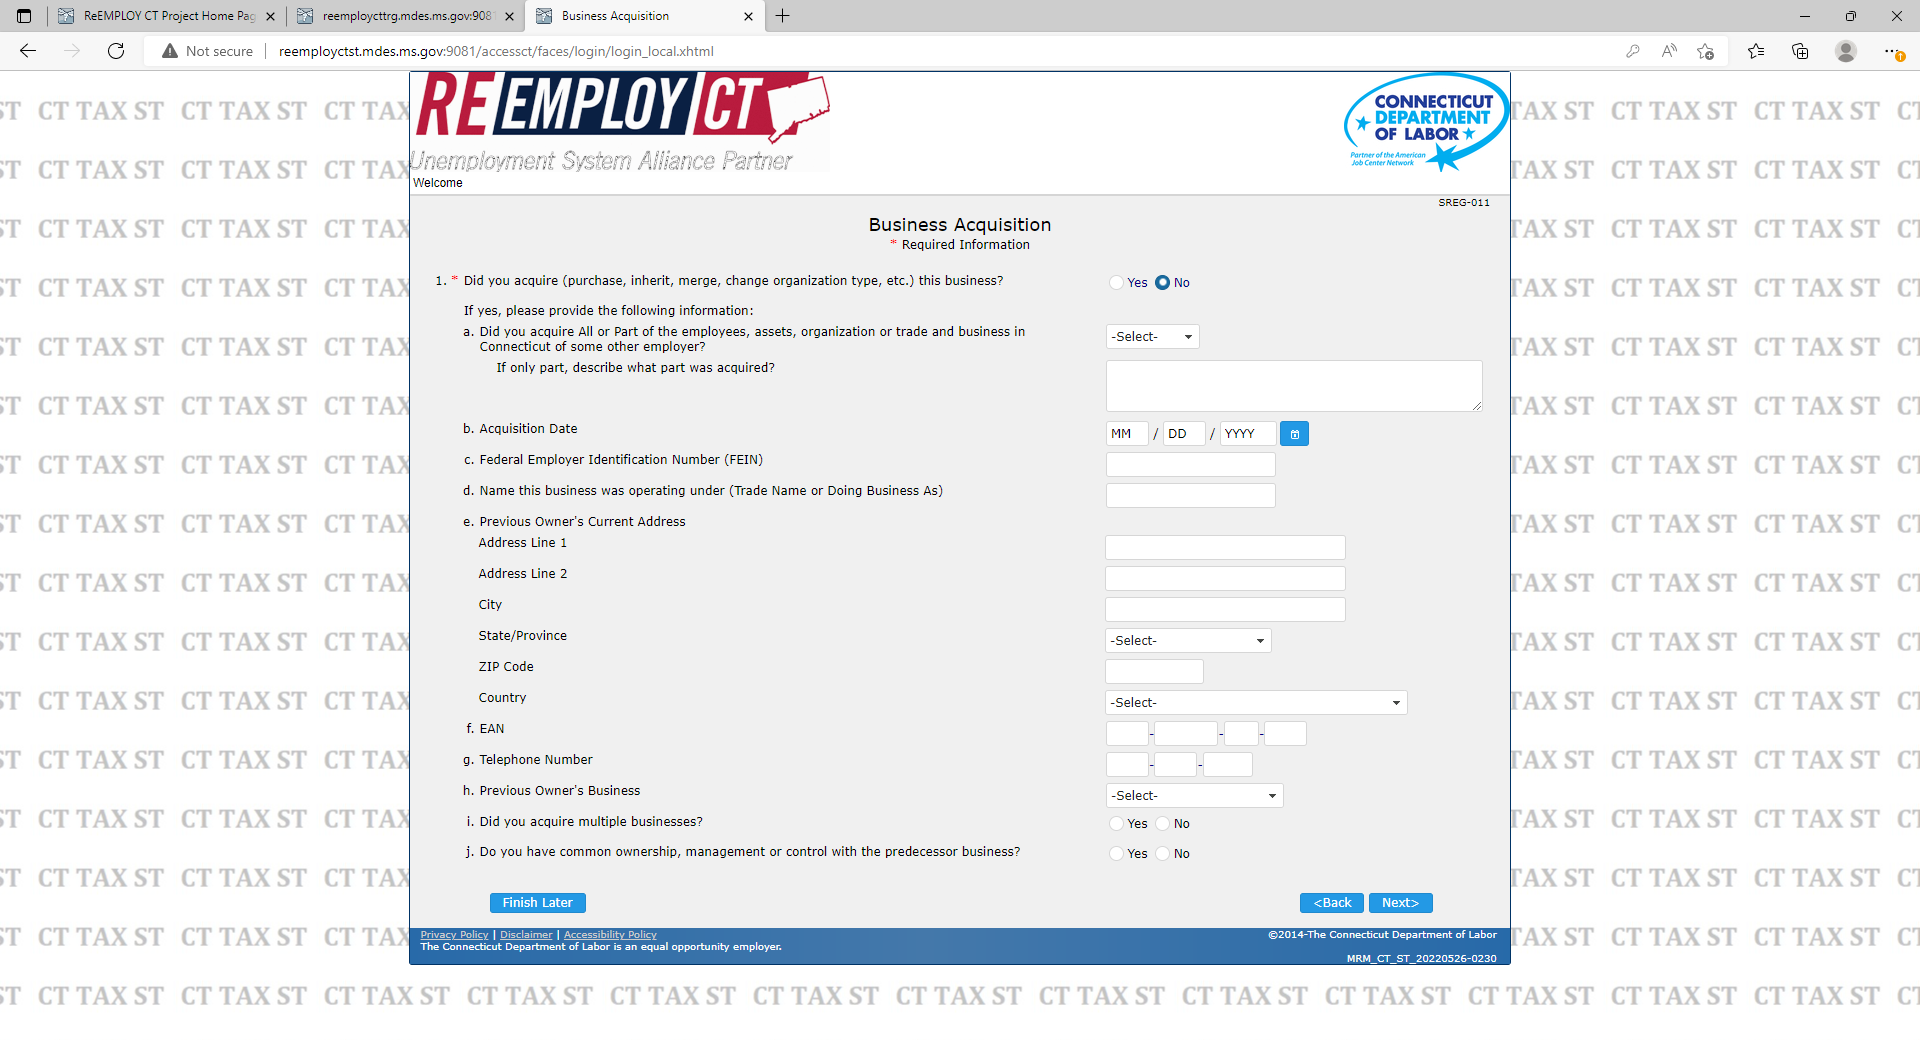 ReEMPLOY CT Project Home Pag
reemploycttrg.mdes.ms.gov:908
Business Acquisition
Not secure
reemployctst.mdes.ms.gov:9081/accessct/faces/login/login_local.xhtml
REEMPLOYCT
Unemployment System Alliance Partner
CONNECTICUT
DEPARTMENT
OF LABOR
Partner of the American
Job Center Network
Welcome
SREG-011
Business Acquisition
* Required Information
1. * Did you acquire (purchase, inherit, merge, change organization type, etc.) this business? Yes No
If yes, please provide the following information:
a. Did you acquire All or Part of the employees, assets, organization or trade and business in
Connecticut of some other employer? -Select-
If only part, describe what part was acquired?
b. Acquisition Date MM / DD / YYYY
c. Federal Employer Identification Number (FEIN)
d. Name this business was operating under (Trade Name or Doing Business As)
e. Previous Owner's Current Address
Address Line 1
Address Line 2
City
State/Province -Select-
ZIP Code
Country -Select-
f. EAN - - -
g. Telephone Number - -
h. Previous Owner's Business -Select-
i. Did you acquire multiple businesses? Yes No
j. Do you have common ownership, management or control with the predecessor business? Yes No
Finish Later <Back Next>
Privacy Policy | Disclaimer | Accessibility Policy ©2014-The Connecticut Department of Labor
The Connecticut Department of Labor is an equal opportunity employer.
MRM_CT_ST_20220526-0230
CT TAX ST CT TAX ST CT TAX ST CT TAX ST CT TAX ST CT TAX ST CT TAX ST CT TAX ST CT TAX ST CT TAX ST CT TAX ST CT TAX ST CT TAX ST